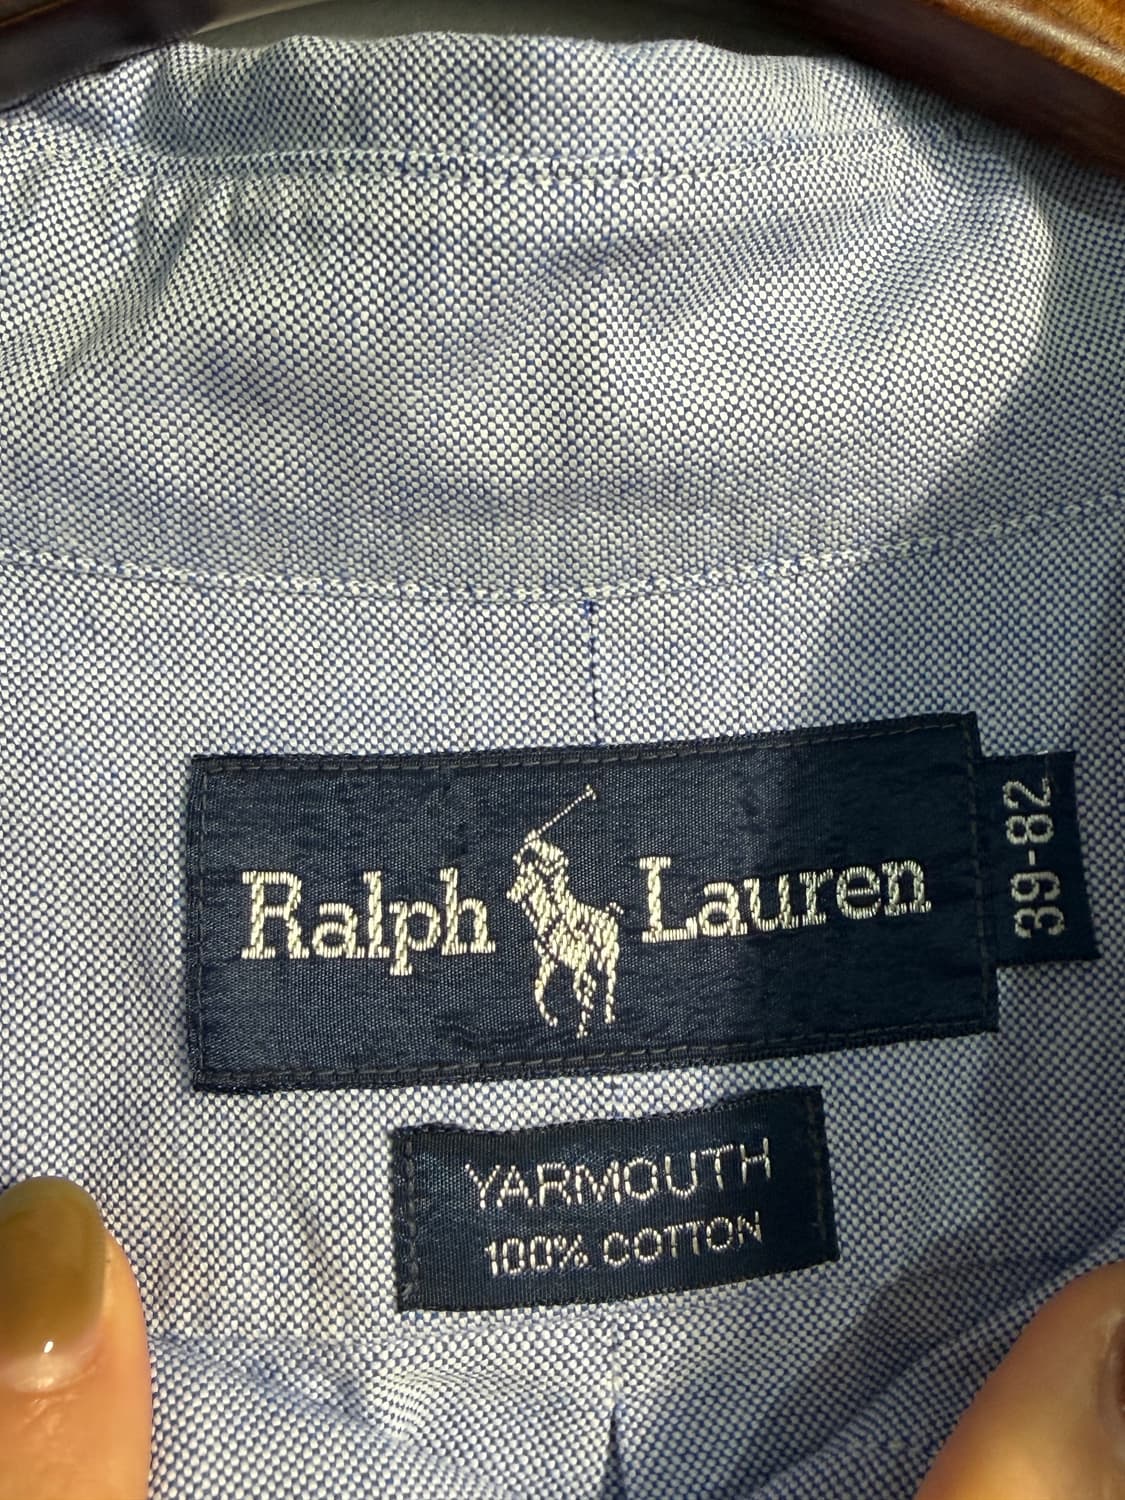 Ralph Lauren
39-82
YARMOUTH
100% COTTON